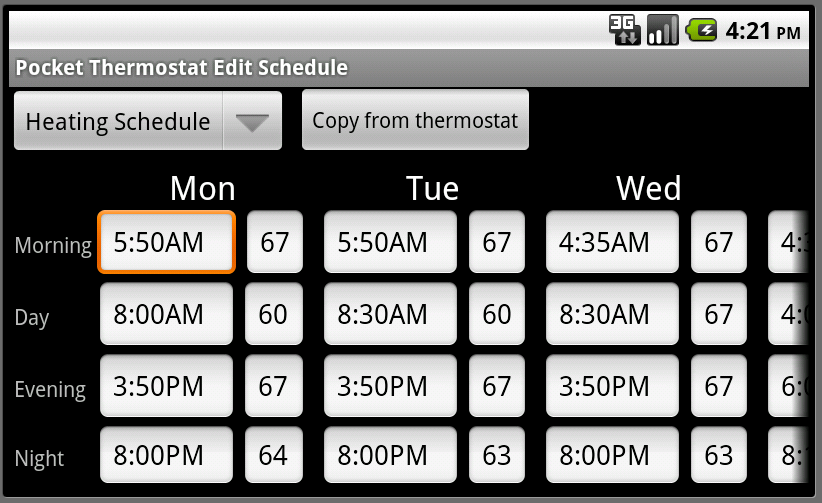 3G 4:21 PM
Pocket Thermostat Edit Schedule
Heating Schedule Copy from thermostat
Mon Tue Wed
Morning 5:50AM 67 5:50AM 67 4:35AM 67
Day 8:00AM 60 8:30AM 60 8:30AM 67
Evening 3:50PM 67 3:50PM 67 3:50PM 67
Night 8:00PM 64 8:00PM 63 8:00PM 63